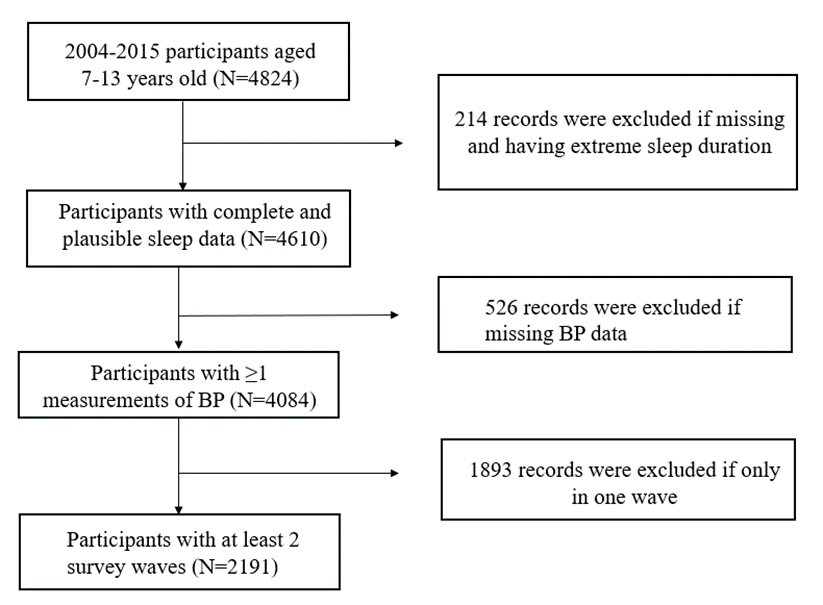 2004-2015 participants aged
7-13 years old (N=4824)
214 records were excluded if missing
and having extreme sleep duration
Participants with complete and
plausible sleep data (N=4610)
526 records were excluded if
missing BP data
Participants with ≥1
measurements of BP (N=4084)
1893 records were excluded if only
in one wave
Participants with at least 2
survey waves (N=2191)